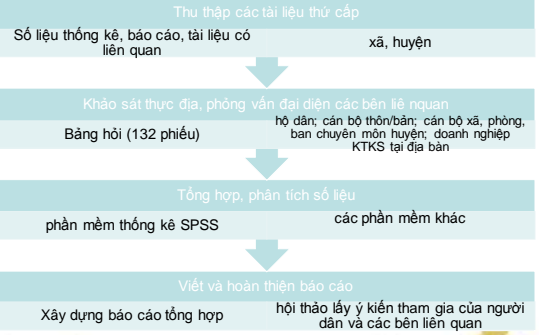 Thu thập các tài liệu thứ cấp
Số liệu thống kê, báo cáo, tài liệu có
liên quan
xã, huyện
Khảo sát thực địa, phỏng vấn đại diện các bên liê nquan
Bảng hỏi (132 phiếu)
hộ dân; cán bộ thôn/bản; cán bộ xã, phòng,
ban chuyên môn huyện; doanh nghiệp
KTKS tại địa bàn
Tổng hợp, phân tích số liệu
phần mềm thống kê SPSS
các phần mềm khác
Viết và hoàn thiện báo cáo
Xây dựng báo cáo tổng hợp
hội thảo lấy ý kiến tham gia của người
dân và các bên liên quan